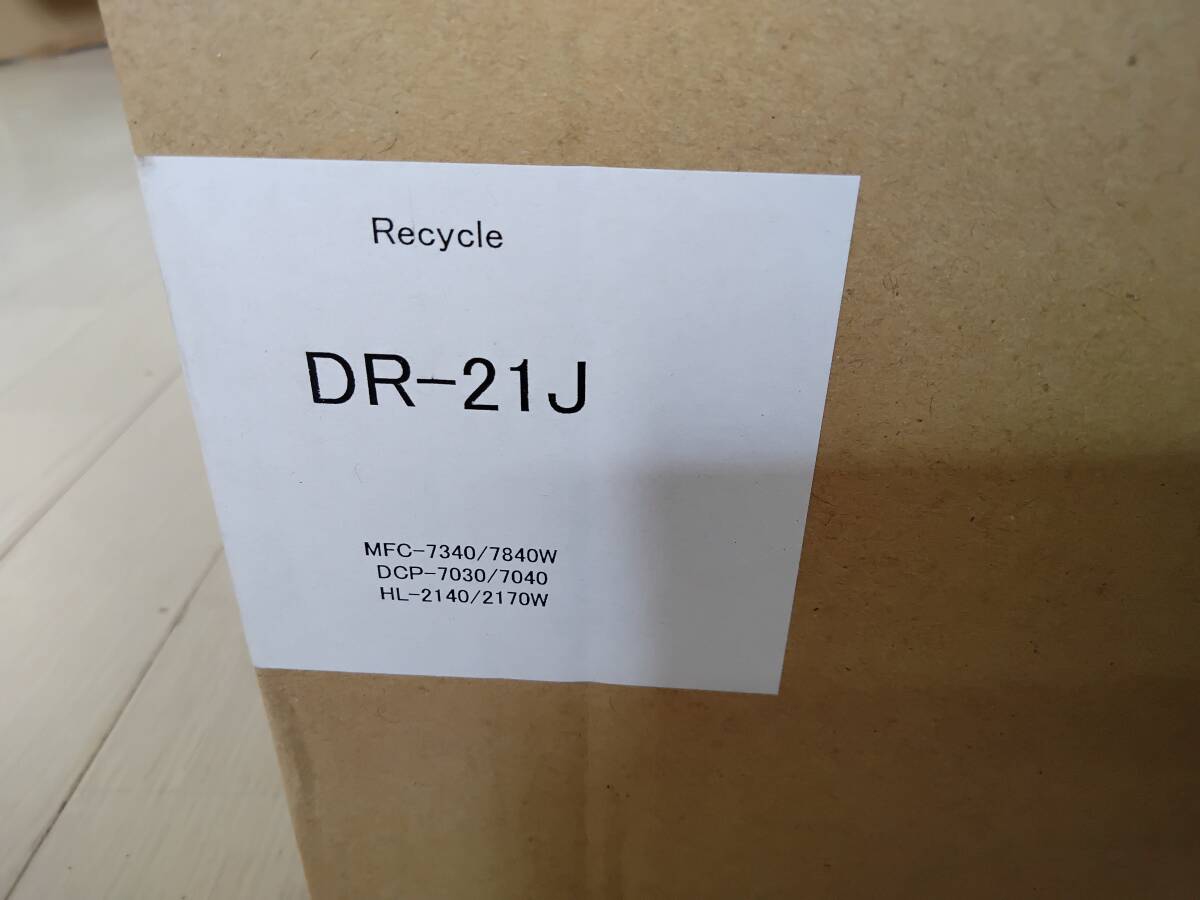 Recycle
DR-21J
MFC-7340/7840W
DCP-7030/7040
HL-2140/2170W